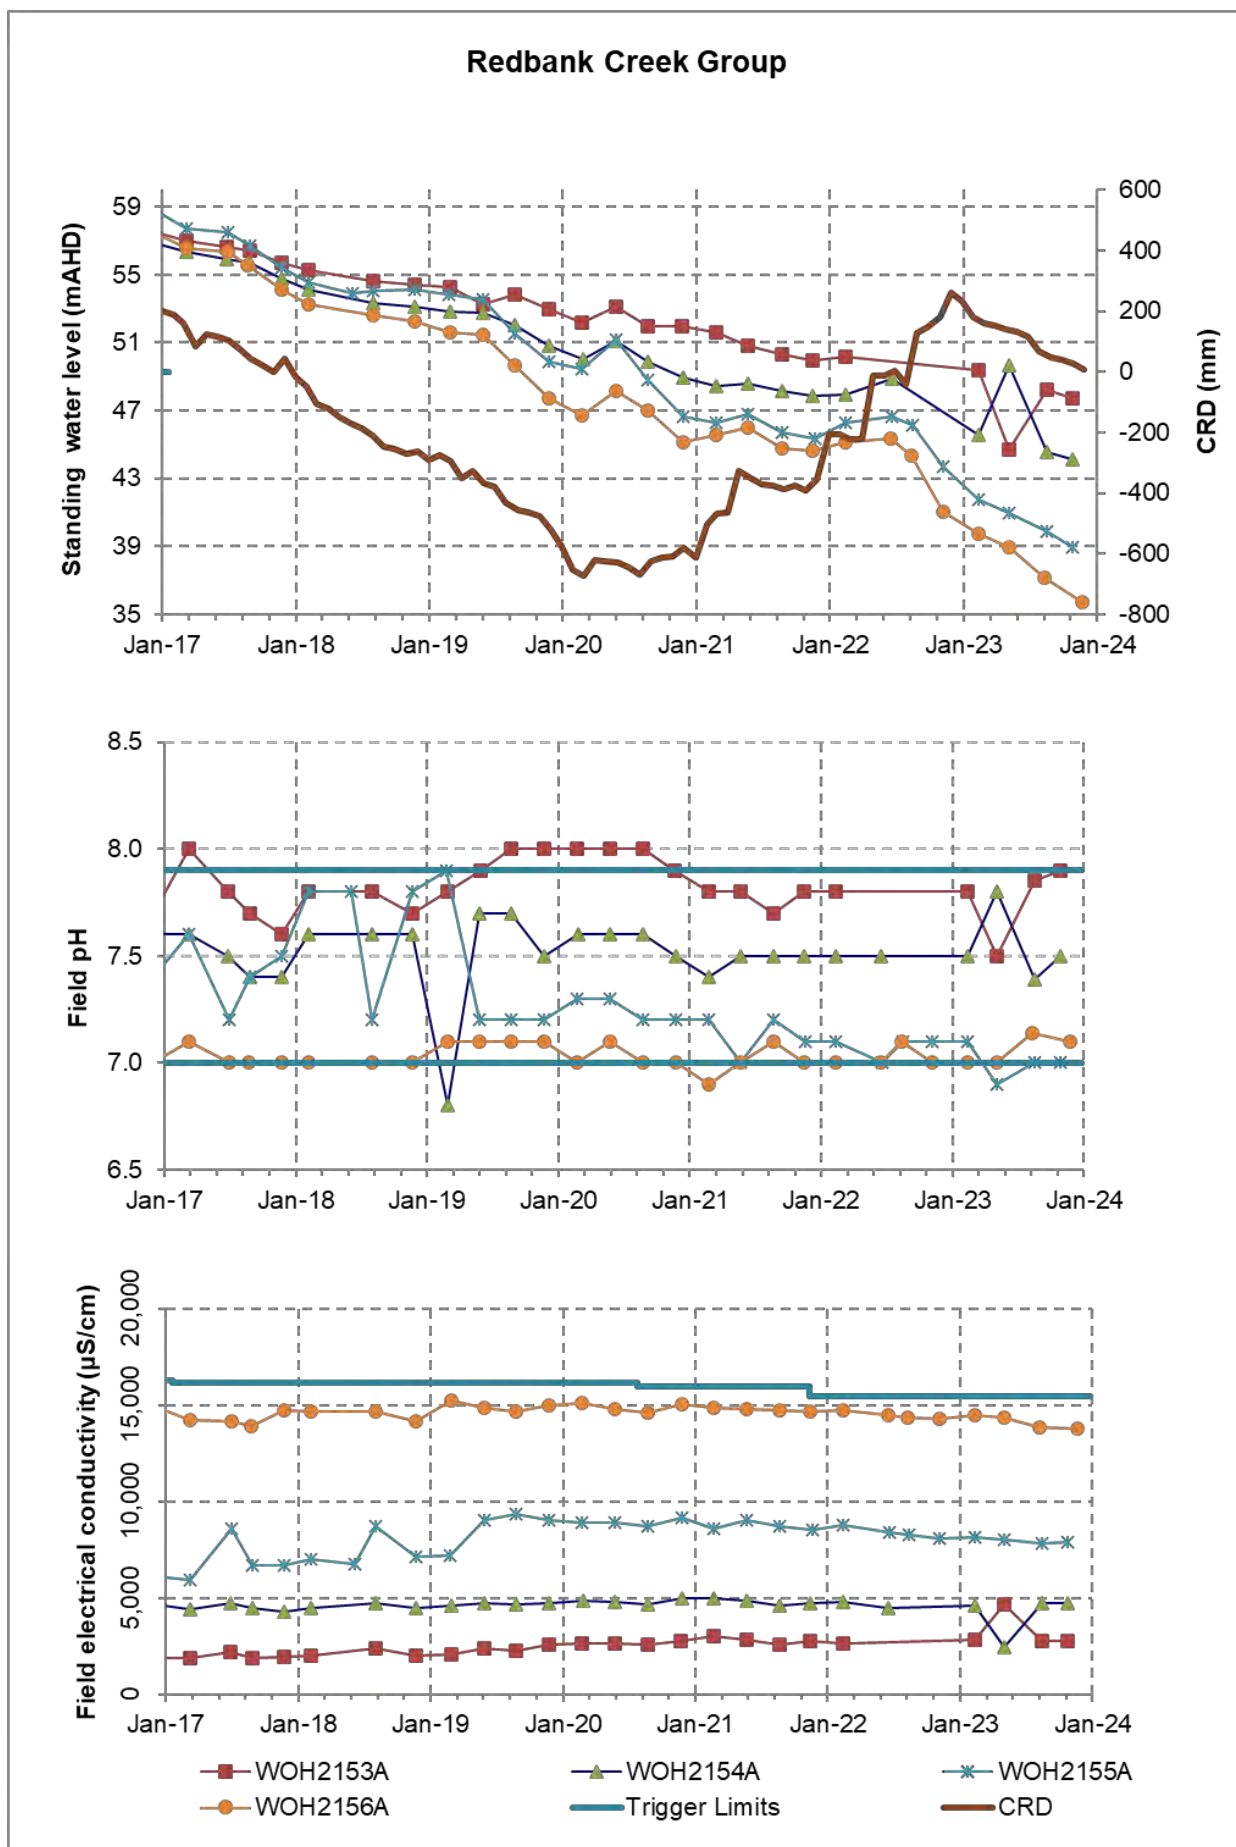 Redbank Creek Group
Standing water level (mAHD)
59
55
51
47
43
39
35
600
400
200
0
-200
-400
-600
-800
CRD (mm)
Jan-17 Jan-18 Jan-19 Jan-20 Jan-21 Jan-22 Jan-23 Jan-24
Field pH
8.5
8.0
7.5
7.0
6.5
Jan-17 Jan-18 Jan-19 Jan-20 Jan-21 Jan-22 Jan-23 Jan-24
Field electrical conductivity (µS/cm)
20,000
15,000
10,000
5,000
0
Jan-17 Jan-18 Jan-19 Jan-20 Jan-21 Jan-22 Jan-23 Jan-24
WOH2153A WOH2154A WOH2155A
WOH2156A Trigger Limits CRD